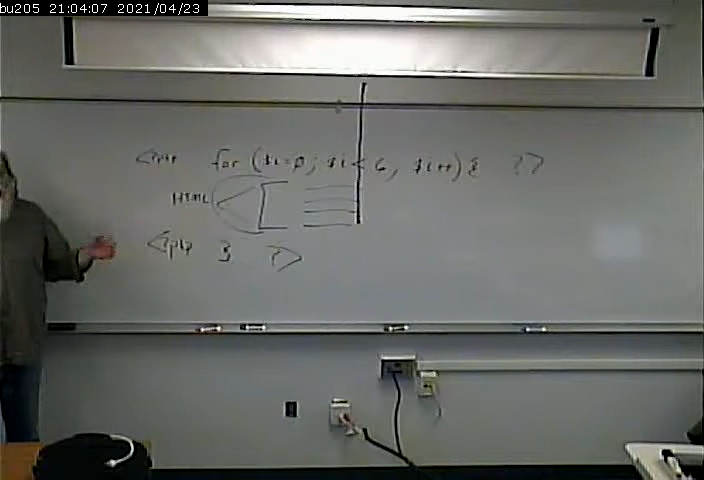 bu205 21:04:07 2021/04/23
<?php for ($i=0; $i<6; $i++) { ?>
HTML
<?php } ?>